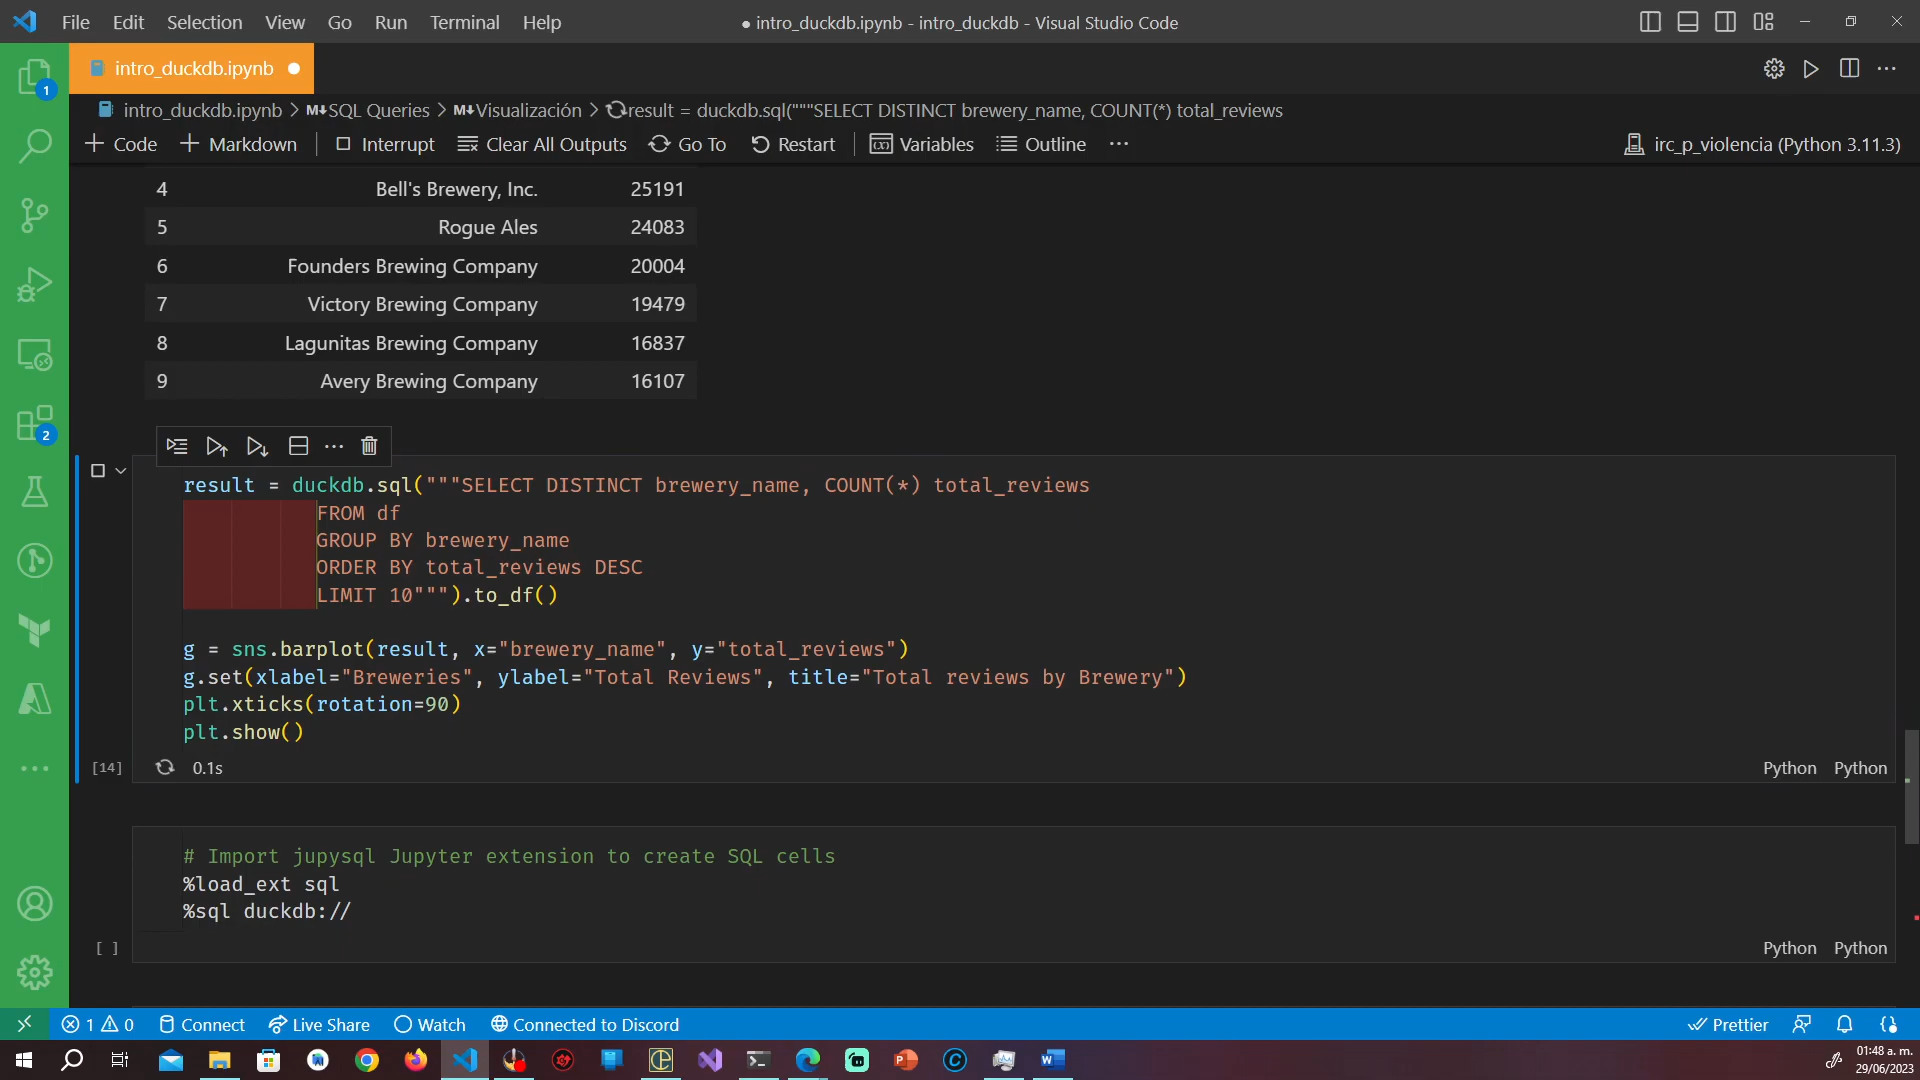 File Edit Selection View Go Run Terminal Help
● intro_duckdb.ipynb - intro_duckdb - Visual Studio Code
1
intro_duckdb.ipynb
intro_duckdb.ipynb > M↓SQL Queries > M↓Visualización > result = duckdb.sql("""SELECT DISTINCT brewery_name, COUNT(*) total_reviews
+ Code + Markdown Interrupt Clear All Outputs Go To Restart Variables Outline ··· irc_p_violencia (Python 3.11.3)
4 Bell's Brewery, Inc. 25191
5 Rogue Ales 24083
6 Founders Brewing Company 20004
7 Victory Brewing Company 19479
8 Lagunitas Brewing Company 16837
9 Avery Brewing Company 16107
2
result = duckdb.sql("""SELECT DISTINCT brewery_name, COUNT(*) total_reviews
FROM df
GROUP BY brewery_name
ORDER BY total_reviews DESC
LIMIT 10""").to_df()
g = sns.barplot(result, x="brewery_name", y="total_reviews")
g.set(xlabel="Breweries", ylabel="Total Reviews", title="Total reviews by Brewery")
plt.xticks(rotation=90)
plt.show()
[14] 0.1s Python Python
# Import jupysql Jupyter extension to create SQL cells
%load_ext sql
%sql duckdb://
[ ] Python Python
1 0 Connect Live Share Watch Connected to Discord Prettier
01:48 a. m.
29/06/2023